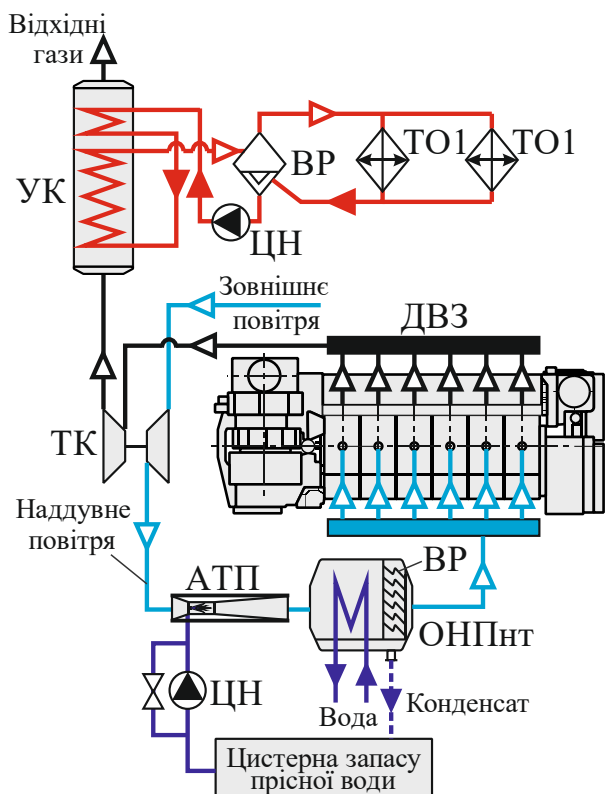 Відхідні
гази
УК
ВР
ТО1
ТО1
ЦН
Зовнішнє
повітря
ДВЗ
ТК
Наддувне
повітря
АТП
ВР
ОНПнт
ЦН
Вода
Конденсат
Цистерна запасу
прісної води